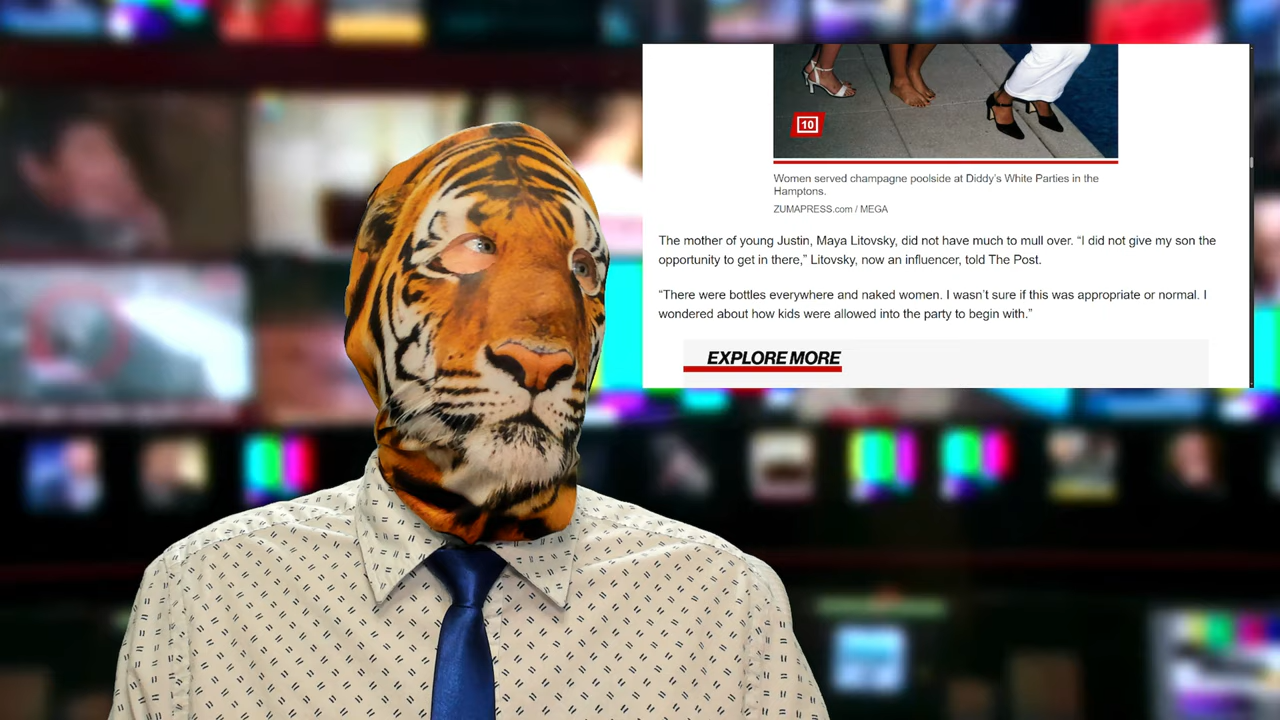 10
Women served champagne poolside at Diddy's White Parties in the
Hamptons.
ZUMAPRESS.com / MEGA
The mother of young Justin, Maya Litovsky, did not have much to mull over. “I did not give my son the
opportunity to get in there,” Litovsky, now an influencer, told The Post.
“There were bottles everywhere and naked women. I wasn’t sure if this was appropriate or normal. I
wondered about how kids were allowed into the party to begin with.”
EXPLORE MORE